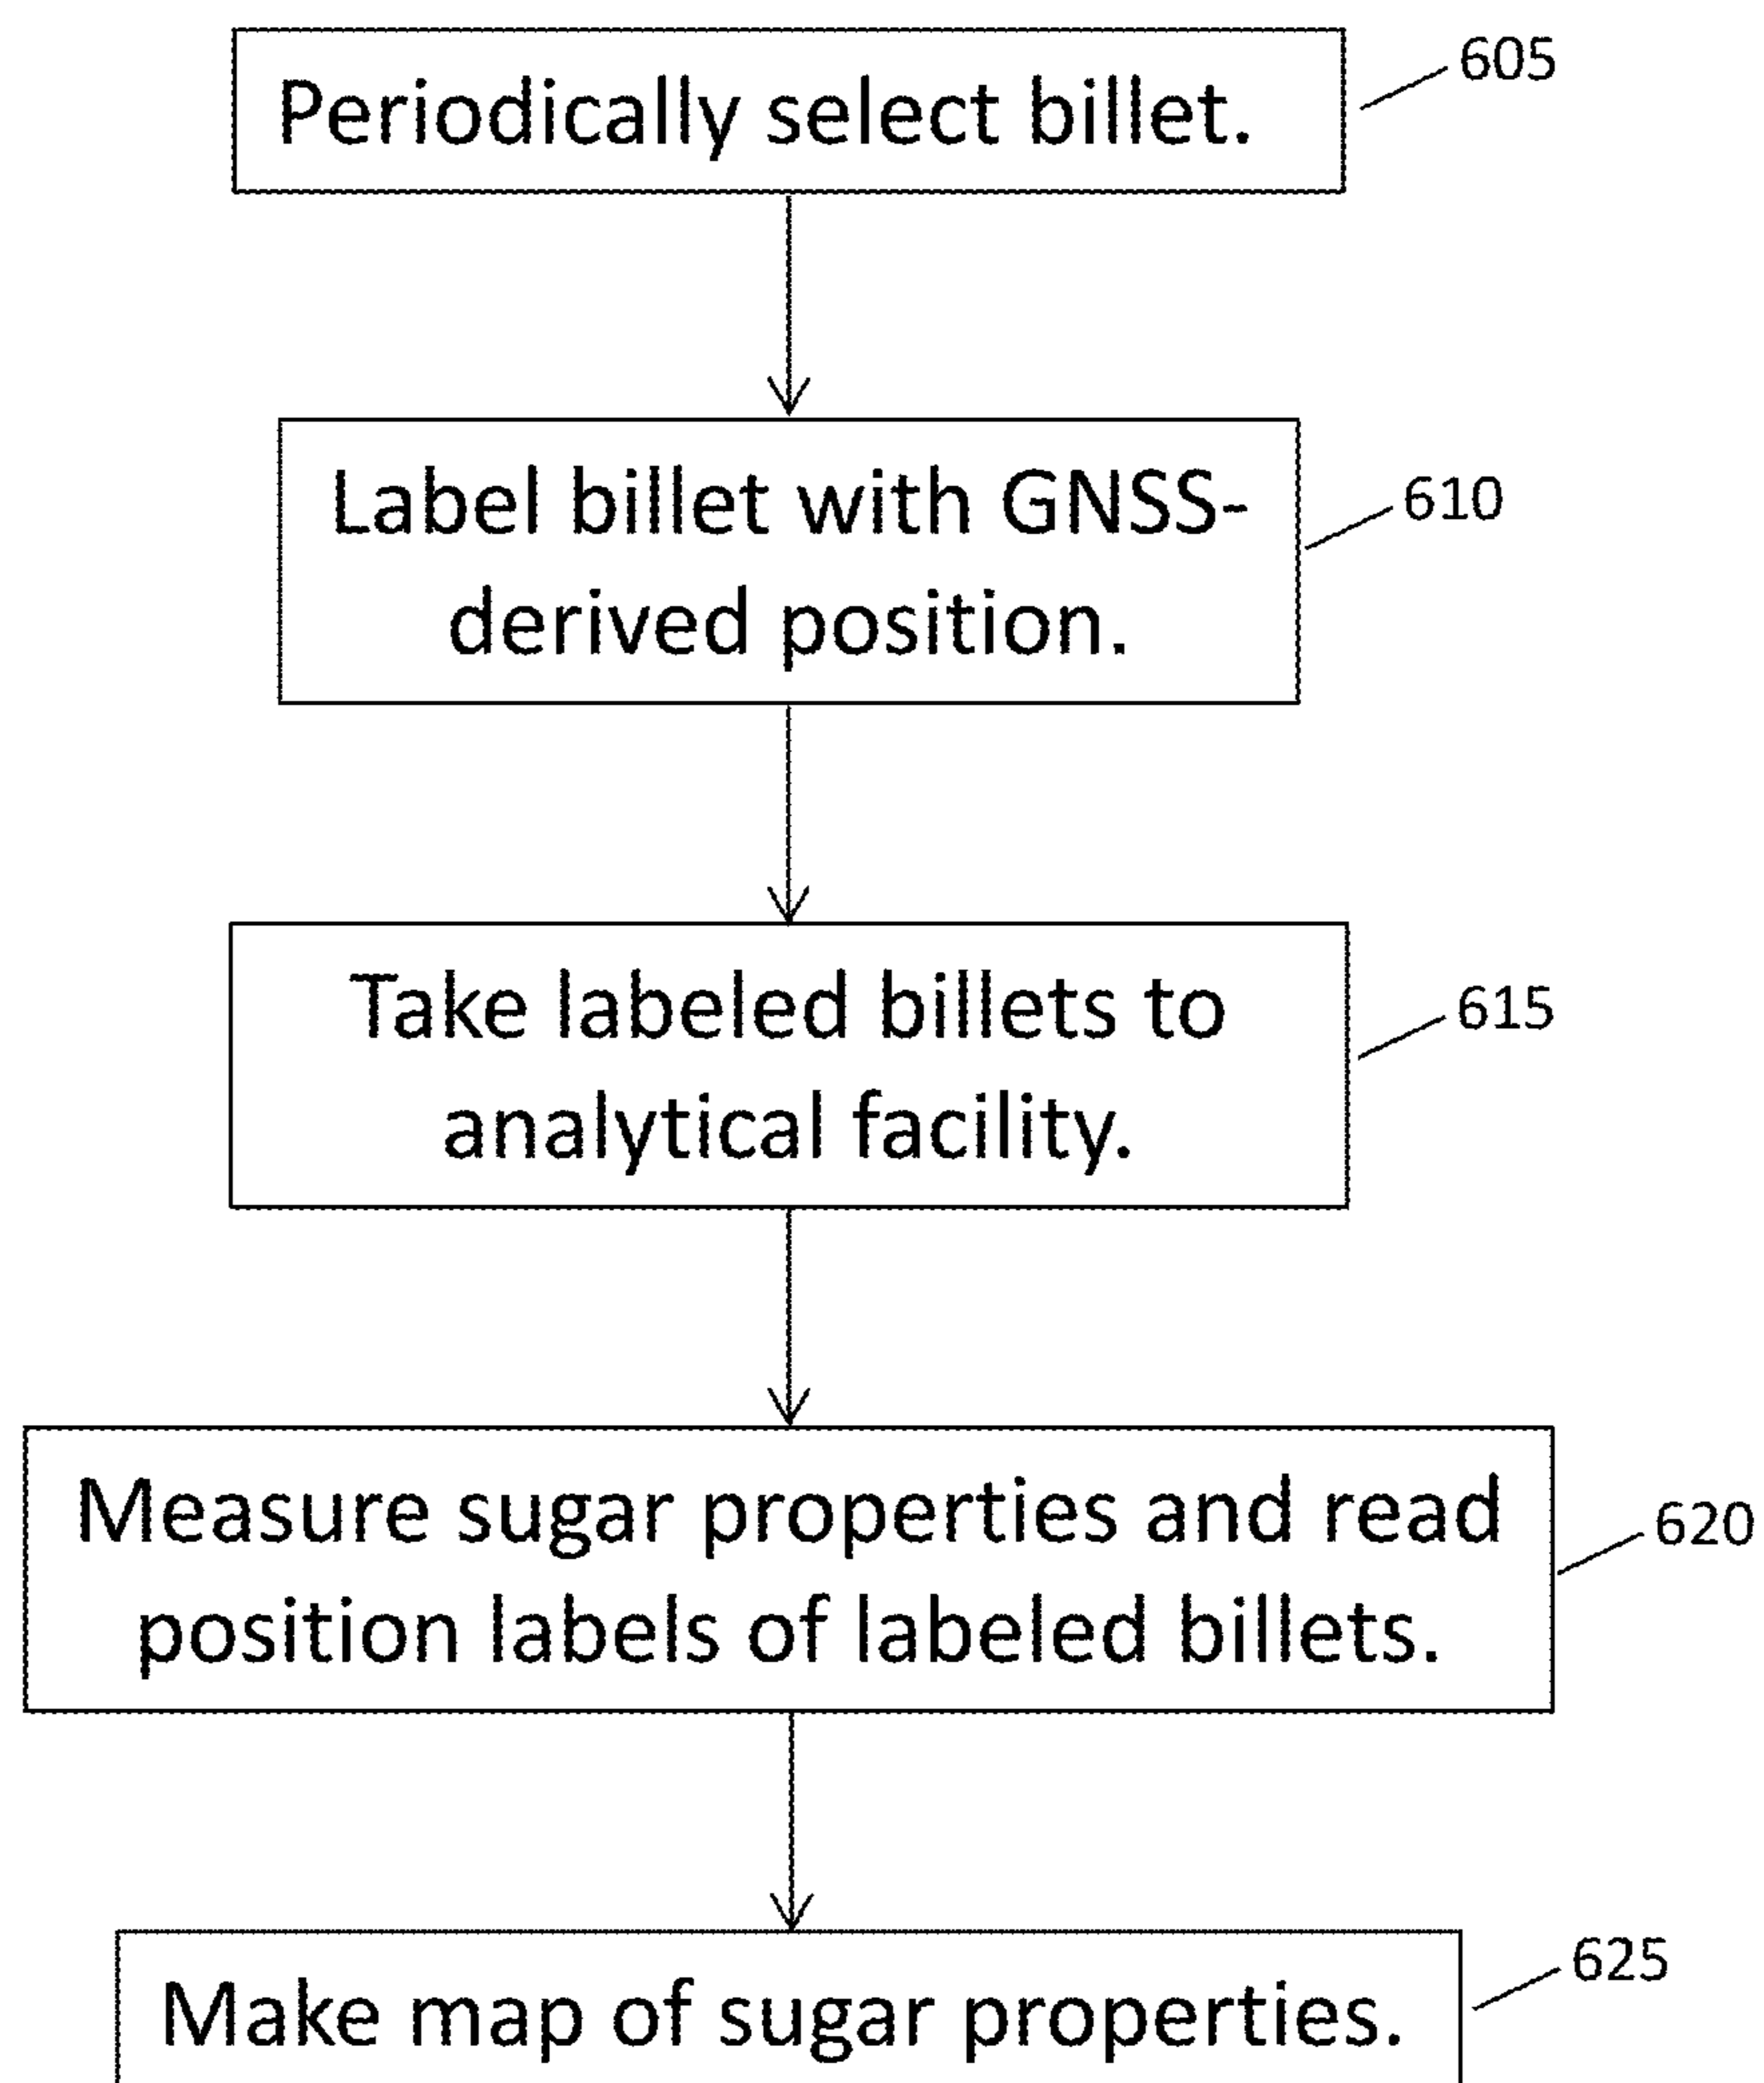 Periodically select billet.
605
Label billet with GNSS-
derived position.
610
Take labeled billets to
analytical facility.
615
Measure sugar properties and read
position labels of labeled billets.
620
Make map of sugar properties.
625